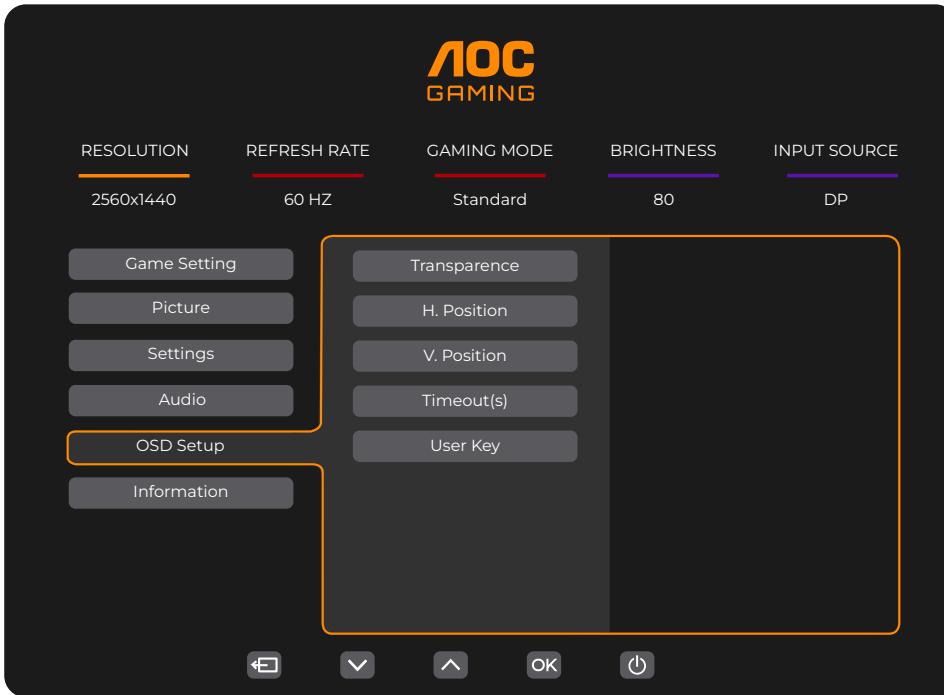 AOC
GAMING
RESOLUTION REFRESH RATE GAMING MODE BRIGHTNESS INPUT SOURCE
2560x1440 60 HZ Standard 80 DP
Game Setting
Picture
Settings
Audio
OSD Setup
Information
Transparence
H. Position
V. Position
Timeout(s)
User Key
OK